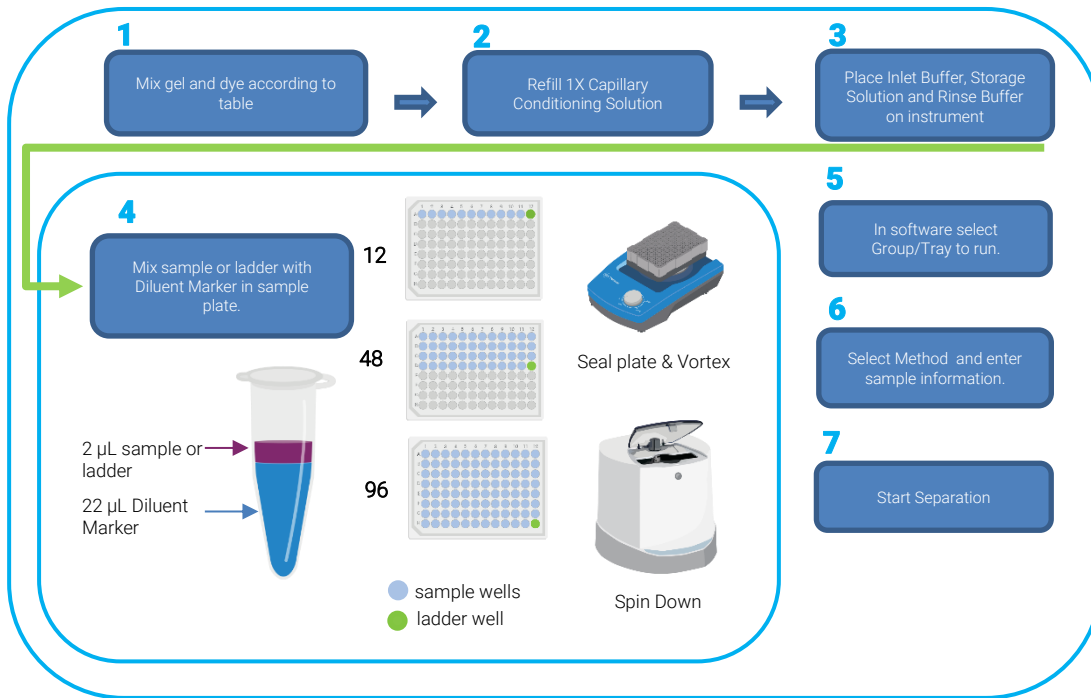 1
Mix gel and dye according to
table
2
Refill 1X Capillary
Conditioning Solution
3
Place Inlet Buffer, Storage
Solution and Rinse Buffer
on instrument
4
Mix sample or ladder with
Diluent Marker in sample
plate.
2 µL sample or
ladder
22 µL Diluent
Marker
12
48
96
sample wells
ladder well
Seal plate & Vortex
Spin Down
5
In software select
Group/Tray to run.
6
Select Method and enter
sample information.
7
Start Separation